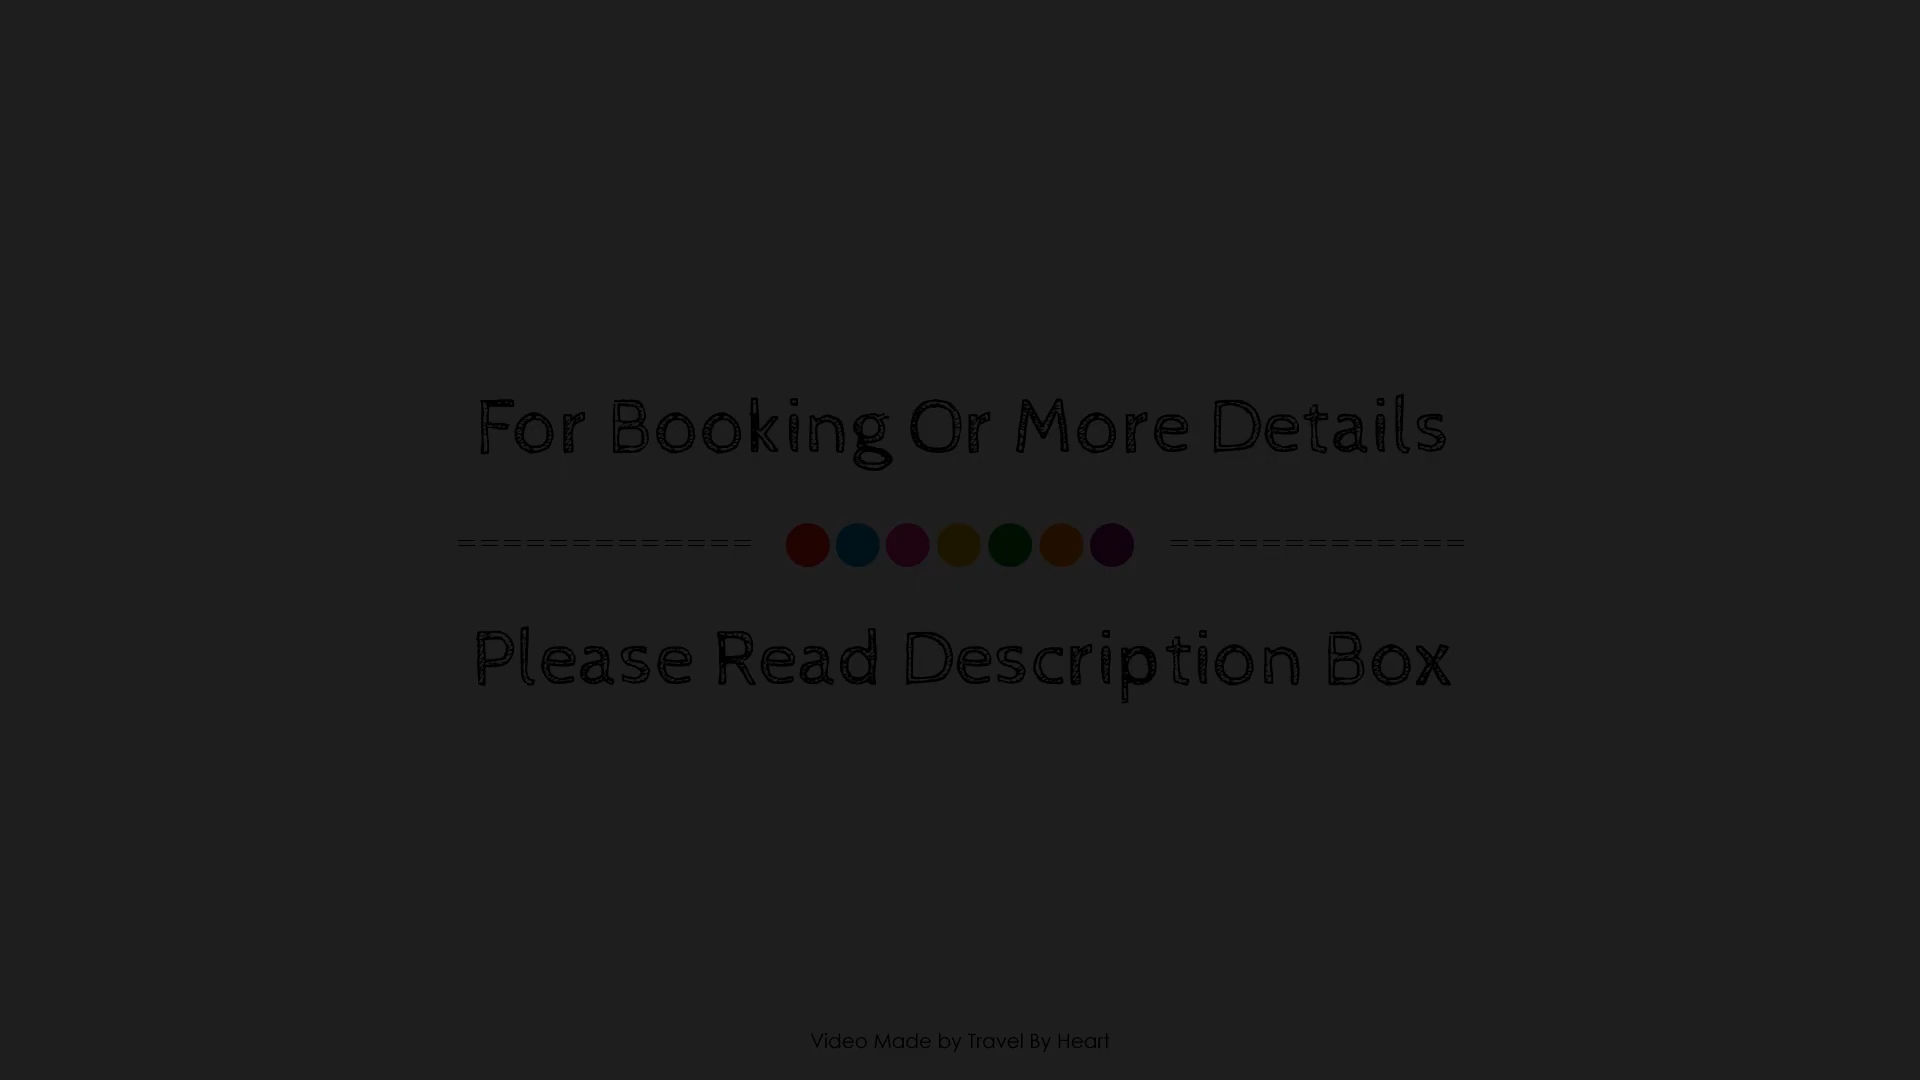 For Booking Or More Details
============= =============
Please Read Description Box
Video Made by Travel By Heart